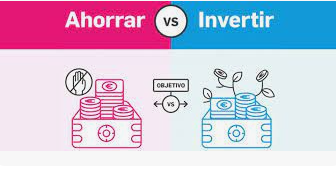 Ahorrar vs Invertir
OBJETIVO
vs
€ €